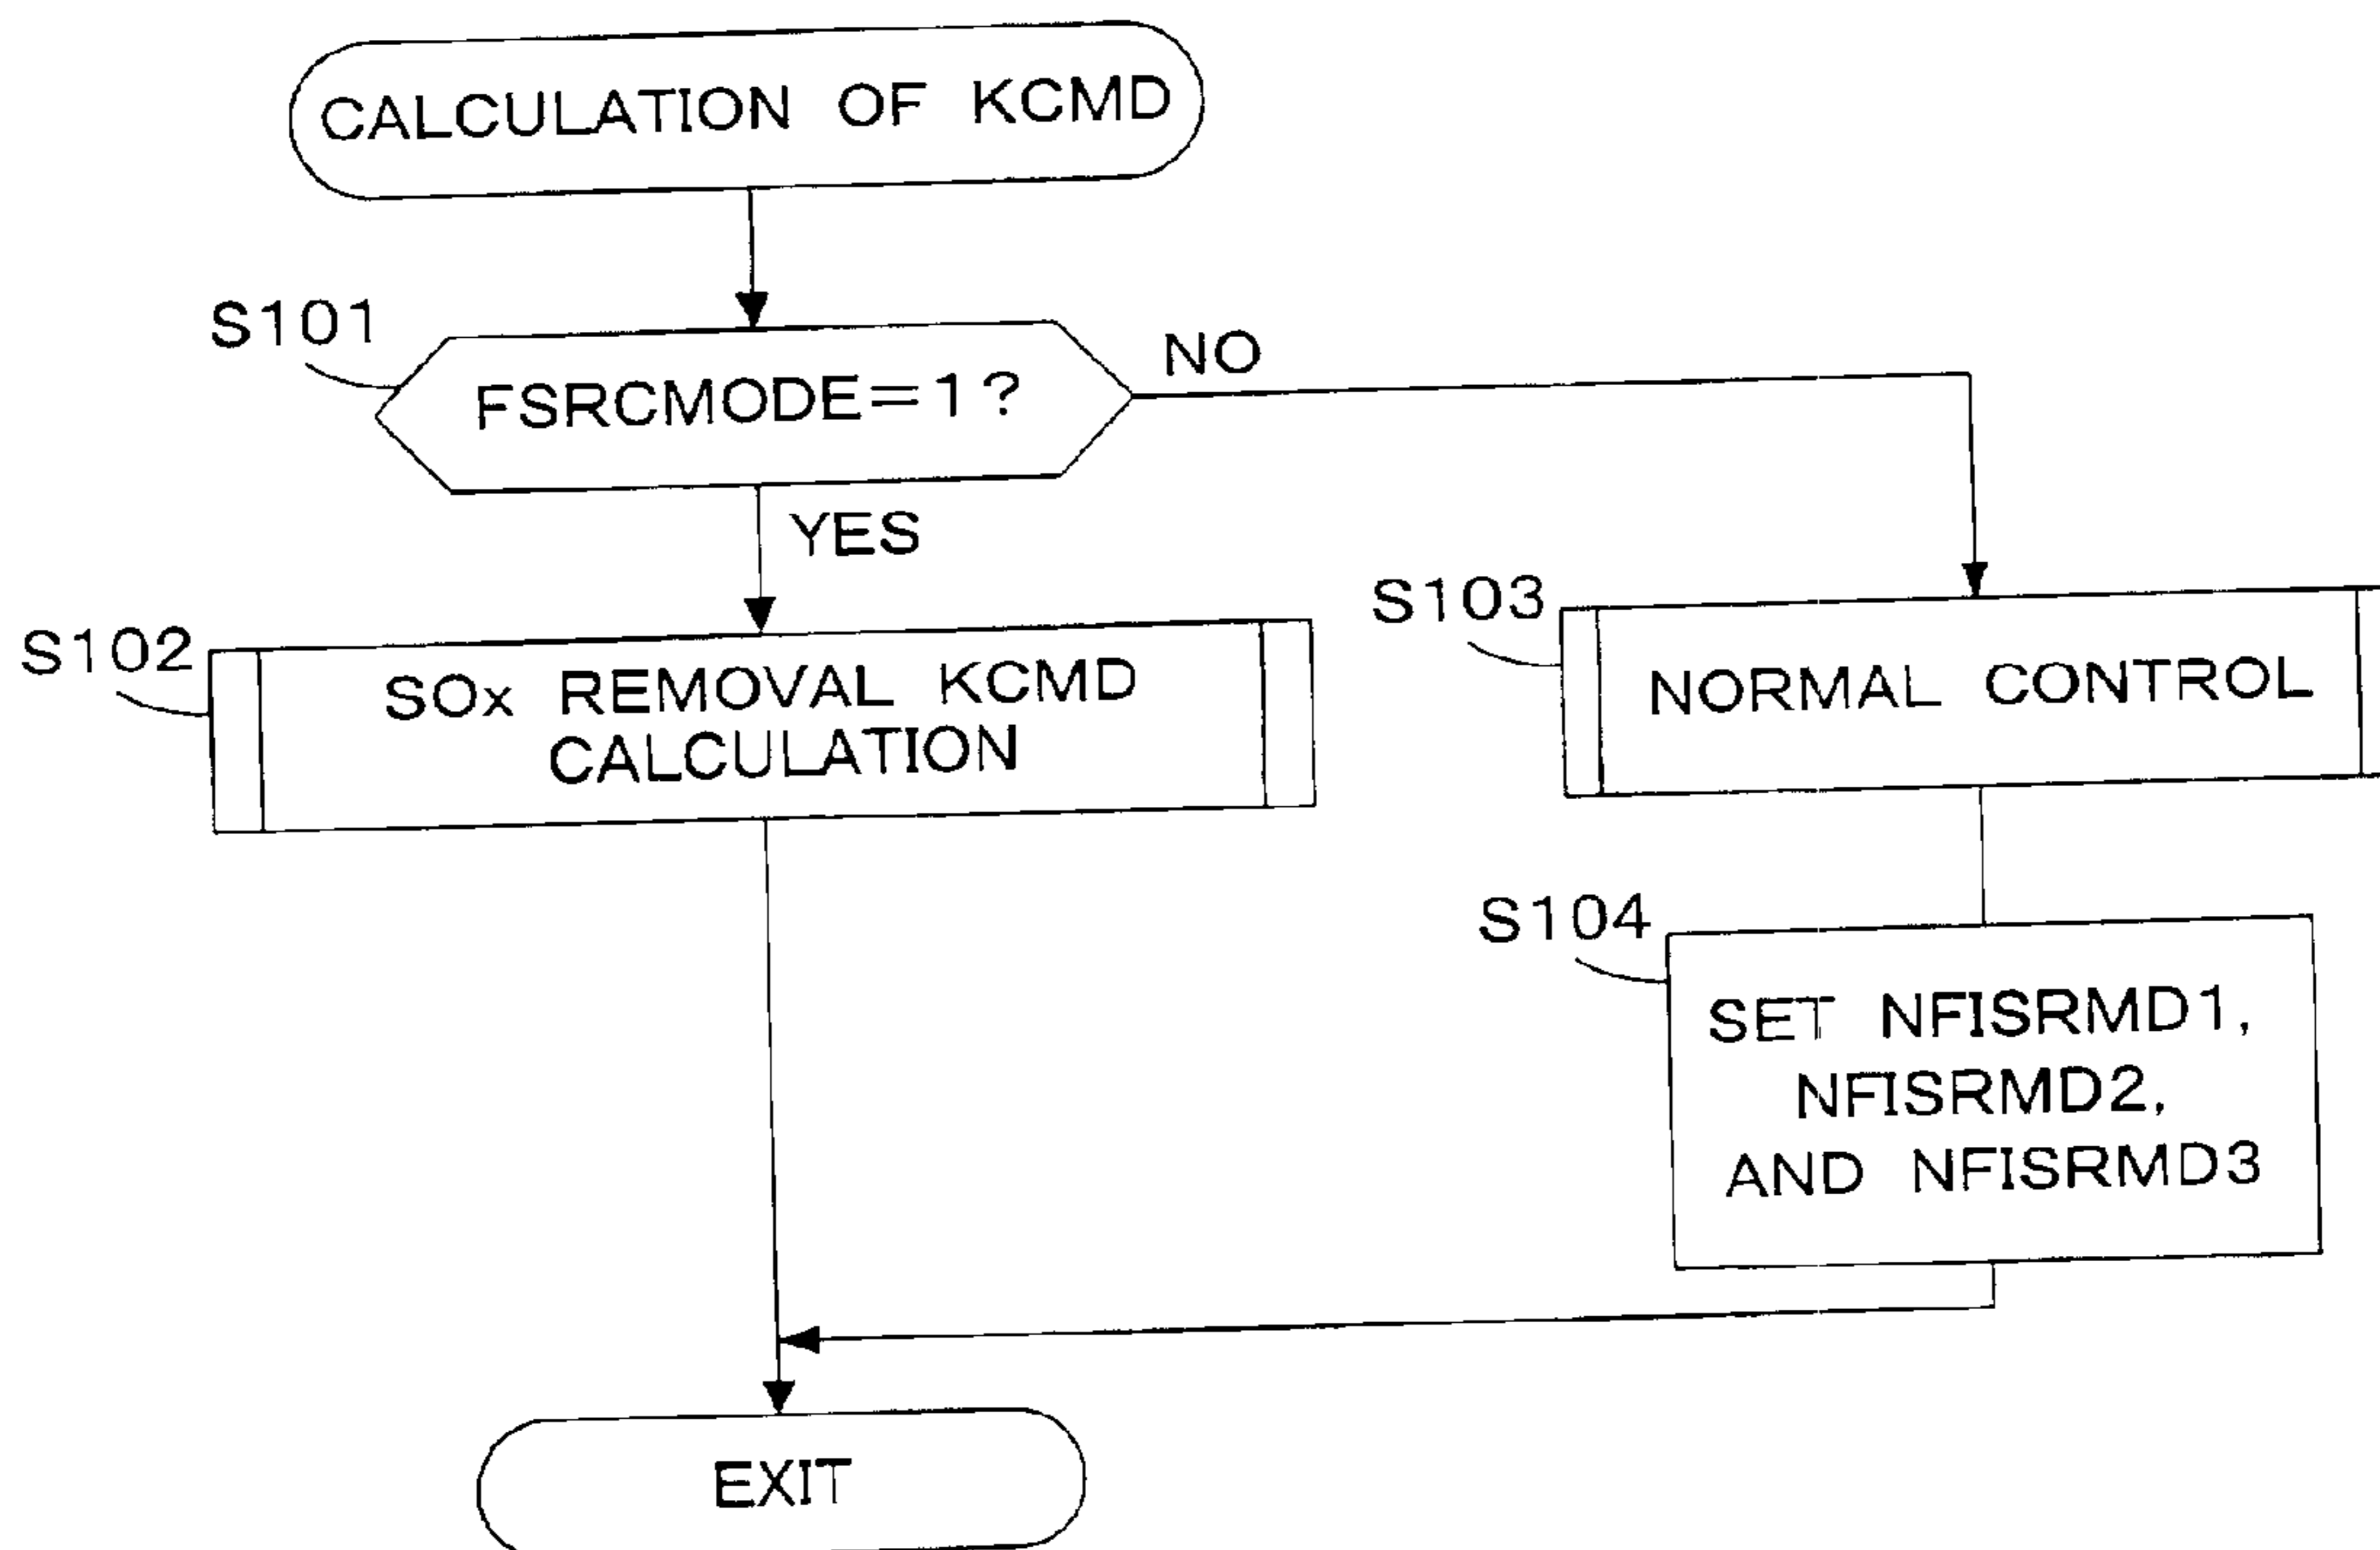 CALCULATION OF KCMD
S101
FSRCMODE=1?
NO
YES
S102
SOx REMOVAL KCMD
CALCULATION
S103
NORMAL CONTROL
S104
SET NFISRMD1,
NFISRMD2,
AND NFISRMD3
EXIT